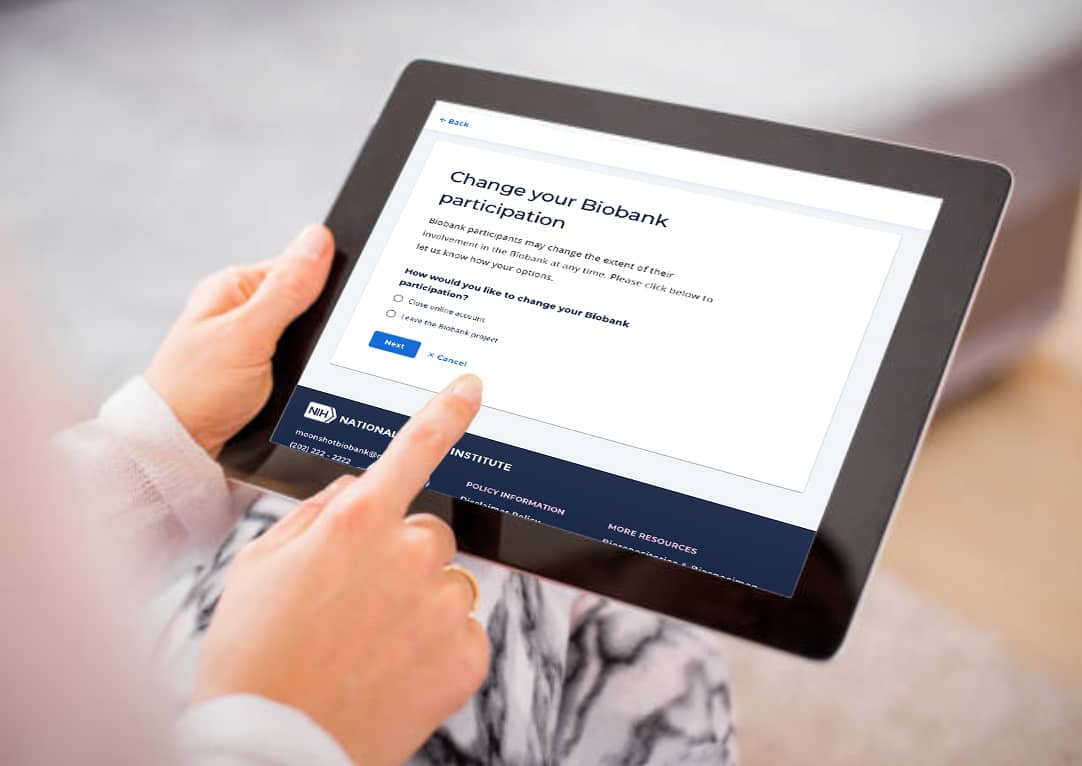 ← Back
Change your Biobank
participation
Biobank participants may change the extent of their
involvement in the Biobank at any time. Please click below to
let us know how your options.
How would you like to change your Biobank
participation?
Close online account
Leave the Biobank project
Next
× Cancel
NIH NATIONAL INSTITUTE
moonshotbiobank@
(202) 222 - 2222
POLICY INFORMATION
Disclaimer Policy
MORE RESOURCES
Biorepositories & Biospecimen